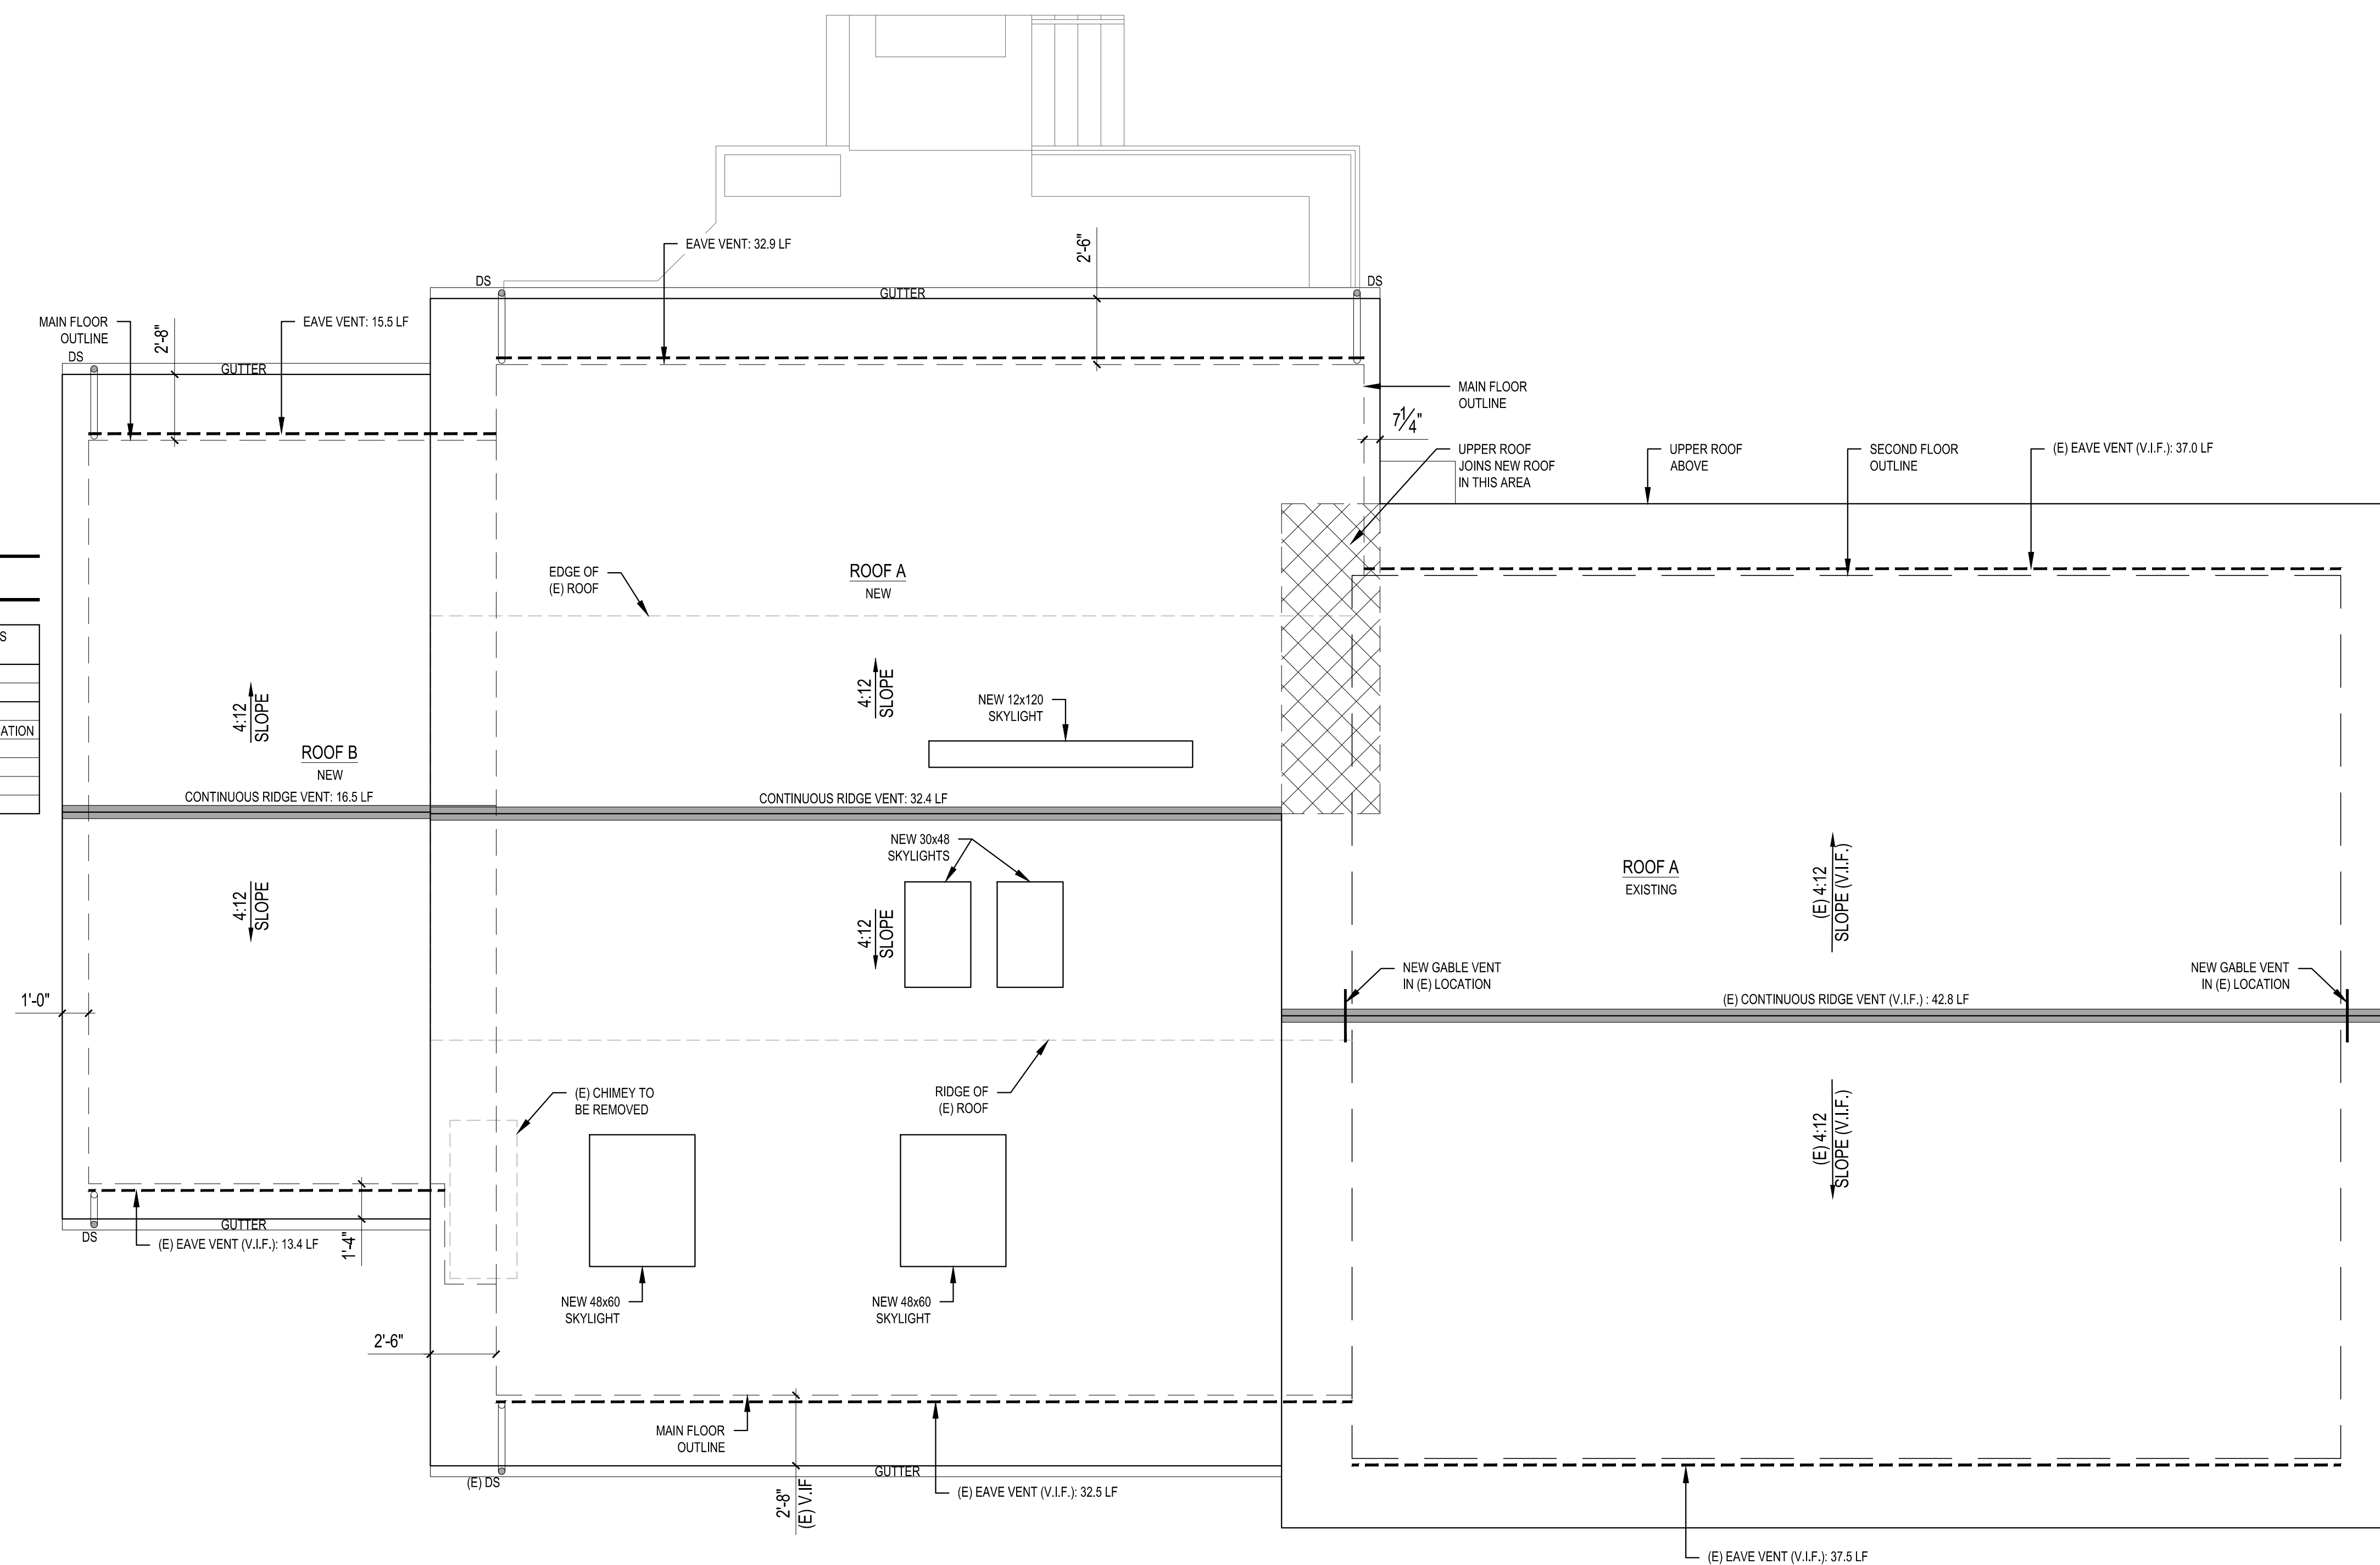 EAVE VENT: 32.9 LF
2'-6"
DS
GUTTER
DS
MAIN FLOOR
OUTLINE
DS
2'-8"
EAVE VENT: 15.5 LF
GUTTER
MAIN FLOOR
OUTLINE
7 1/4"
UPPER ROOF
JOINS NEW ROOF
IN THIS AREA
UPPER ROOF
ABOVE
SECOND FLOOR
OUTLINE
(E) EAVE VENT (V.I.F.): 37.0 LF
EDGE OF
(E) ROOF
ROOF A
NEW
S
ATION
4:12
SLOPE
4:12
SLOPE
NEW 12x120
SKYLIGHT
ROOF B
NEW
CONTINUOUS RIDGE VENT: 16.5 LF
CONTINUOUS RIDGE VENT: 32.4 LF
NEW 30x48
SKYLIGHTS
4:12
SLOPE
4:12
SLOPE
ROOF A
EXISTING
(E) 4:12
SLOPE (V.I.F.)
1'-0"
NEW GABLE VENT
IN (E) LOCATION
(E) CONTINUOUS RIDGE VENT (V.I.F.) : 42.8 LF
NEW GABLE VENT
IN (E) LOCATION
(E) CHIMEY TO
BE REMOVED
RIDGE OF
(E) ROOF
(E) 4:12
SLOPE (V.I.F.)
GUTTER
DS
(E) EAVE VENT (V.I.F.): 13.4 LF
1'-4"
NEW 48x60
SKYLIGHT
NEW 48x60
SKYLIGHT
2'-6"
MAIN FLOOR
OUTLINE
(E) DS
GUTTER
2'-8"
(E) V.IF
(E) EAVE VENT (V.I.F.): 32.5 LF
(E) EAVE VENT (V.I.F.): 37.5 LF